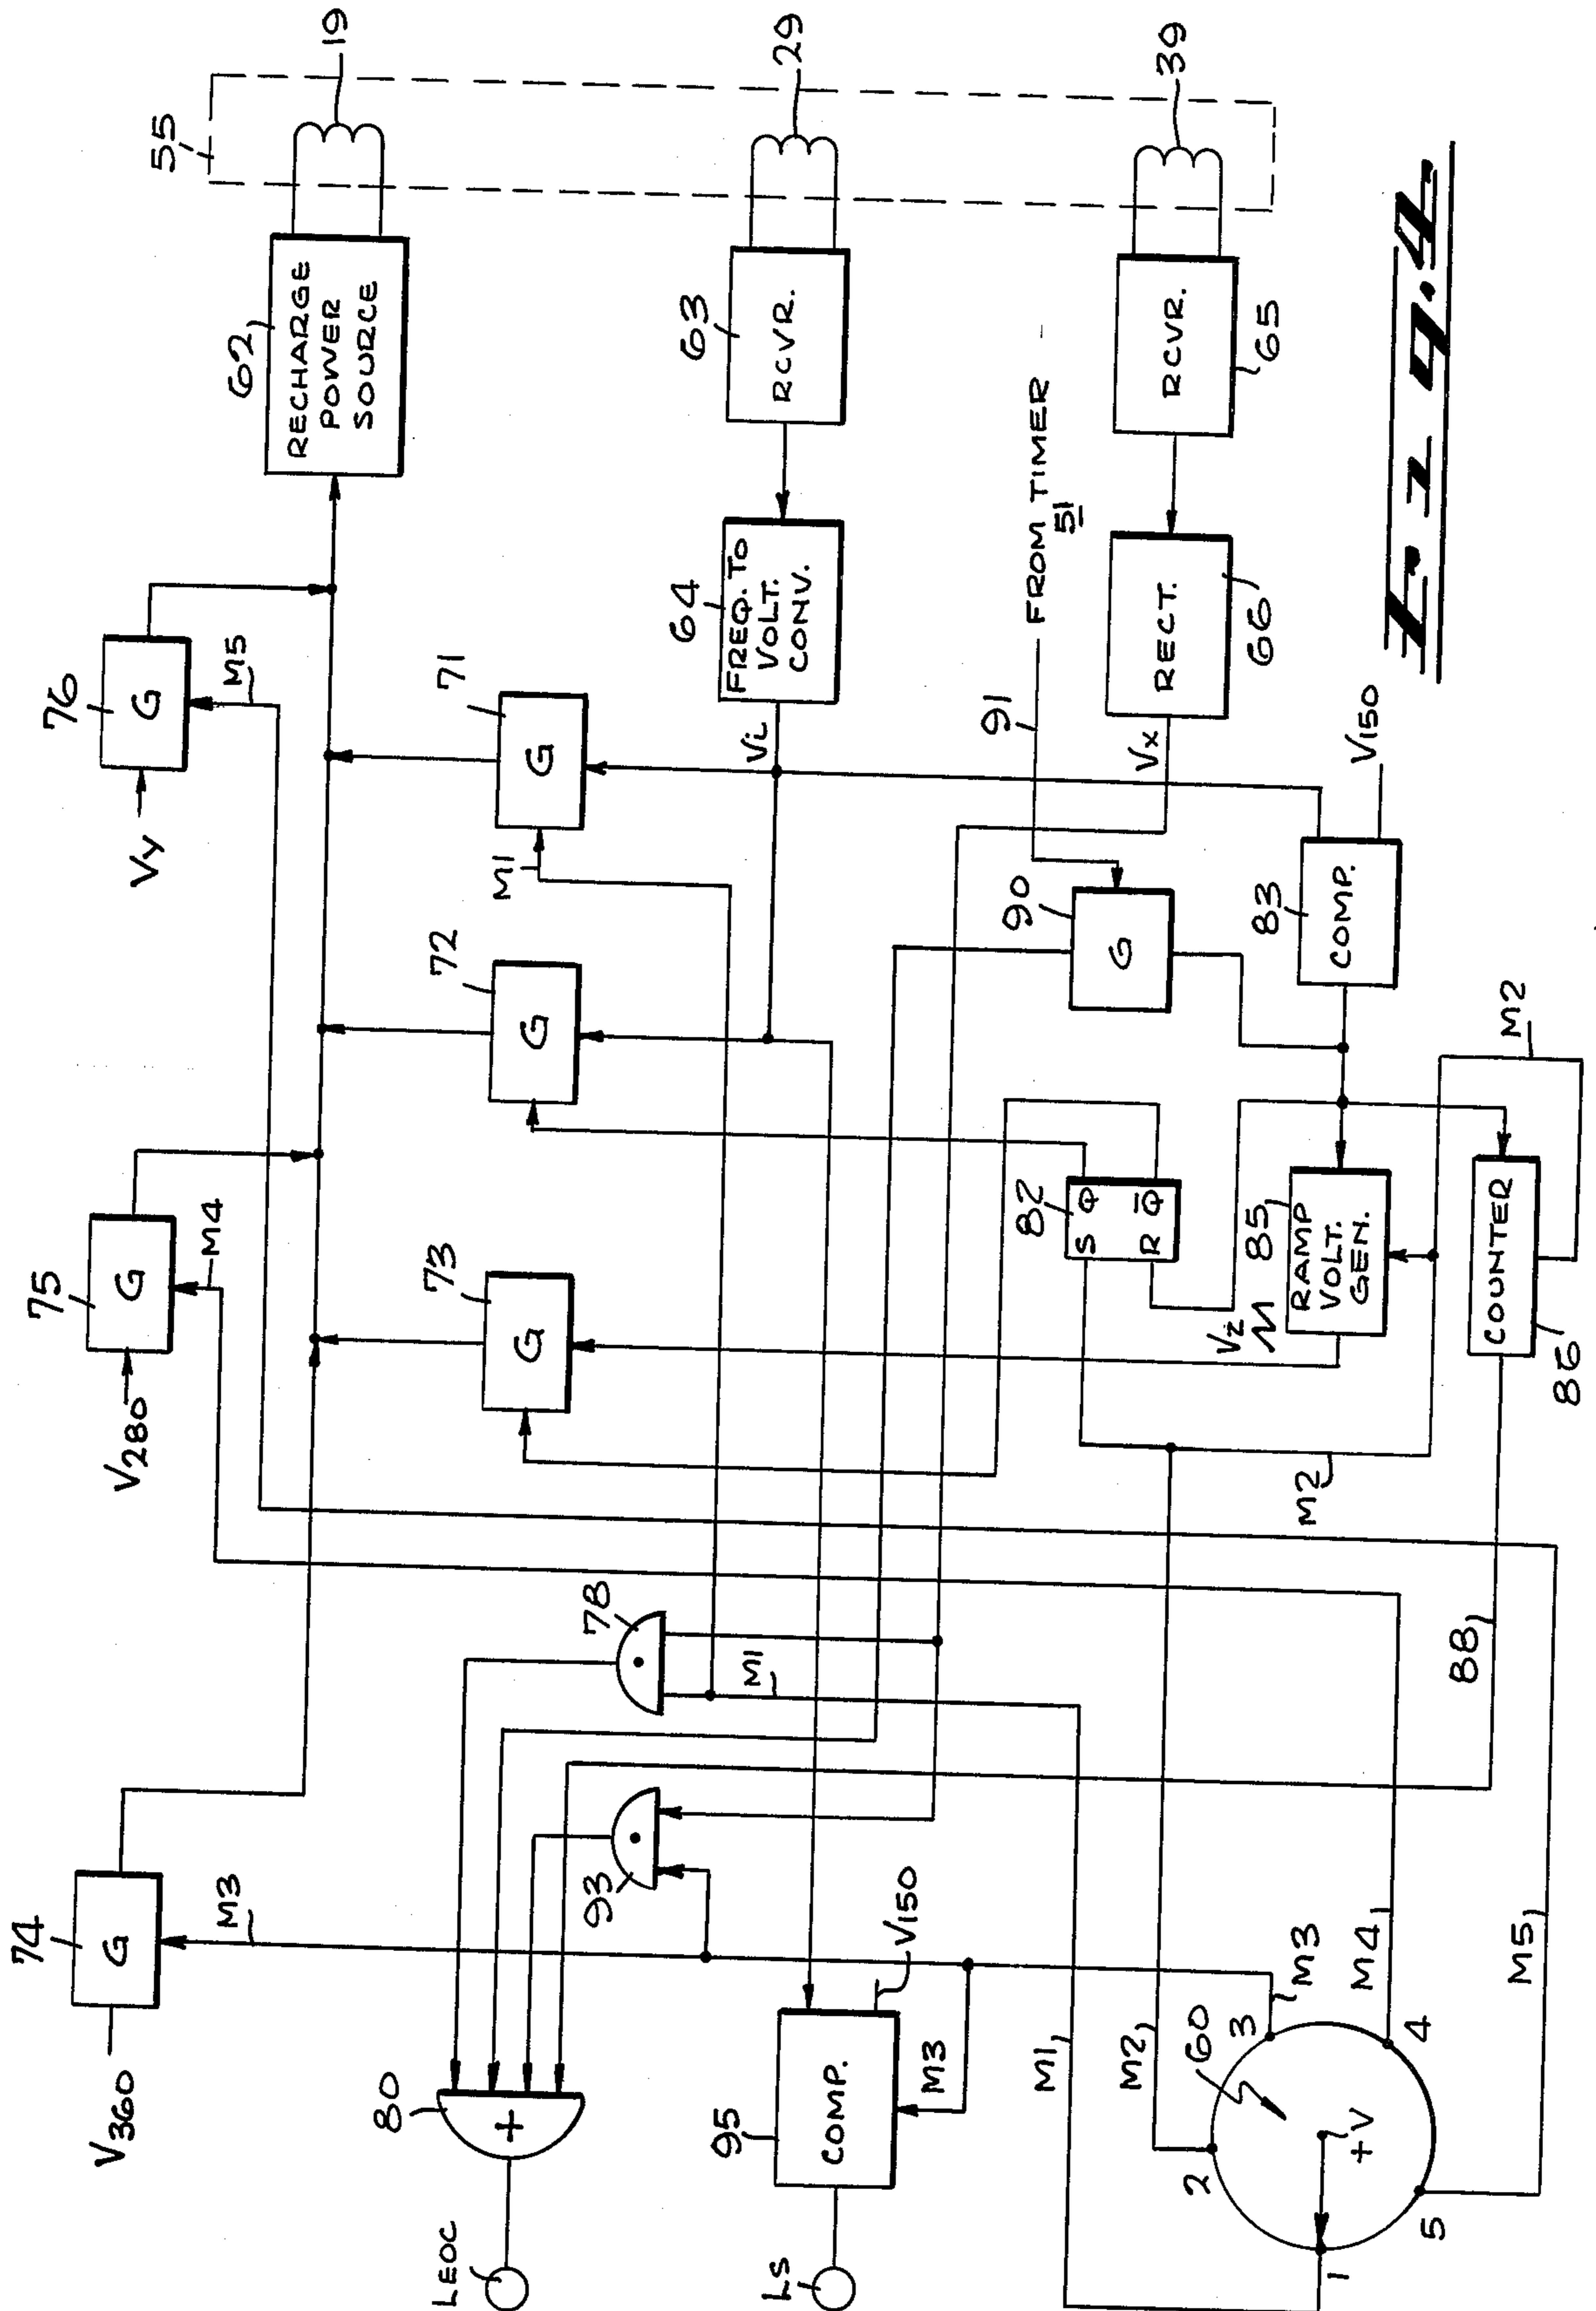 55
19
29
39
62
RECHARGE
POWER
SOURCE
63
RCVR.
65
RCVR.
64
FREQ. TO
VOLT.
CONV.
FROM TIMER
51
91
RECT.
66
Fig. 4
76
G
Vy
M5
71
G
M1
Vi
Vx
V150
72
G
90
G
83
COMP.
M2
75
G
V280
M4
73
G
82
S Q
R Q̅
Vz
85
RAMP
VOLT.
GEN.
COUNTER
86
M2
78
M1
88
74
G
V360
M3
93
80
+
LEOC
95
COMP.
V150
M3
LS
M1
M2
M3
M4
M5
60
+V
1
2
3
4
5